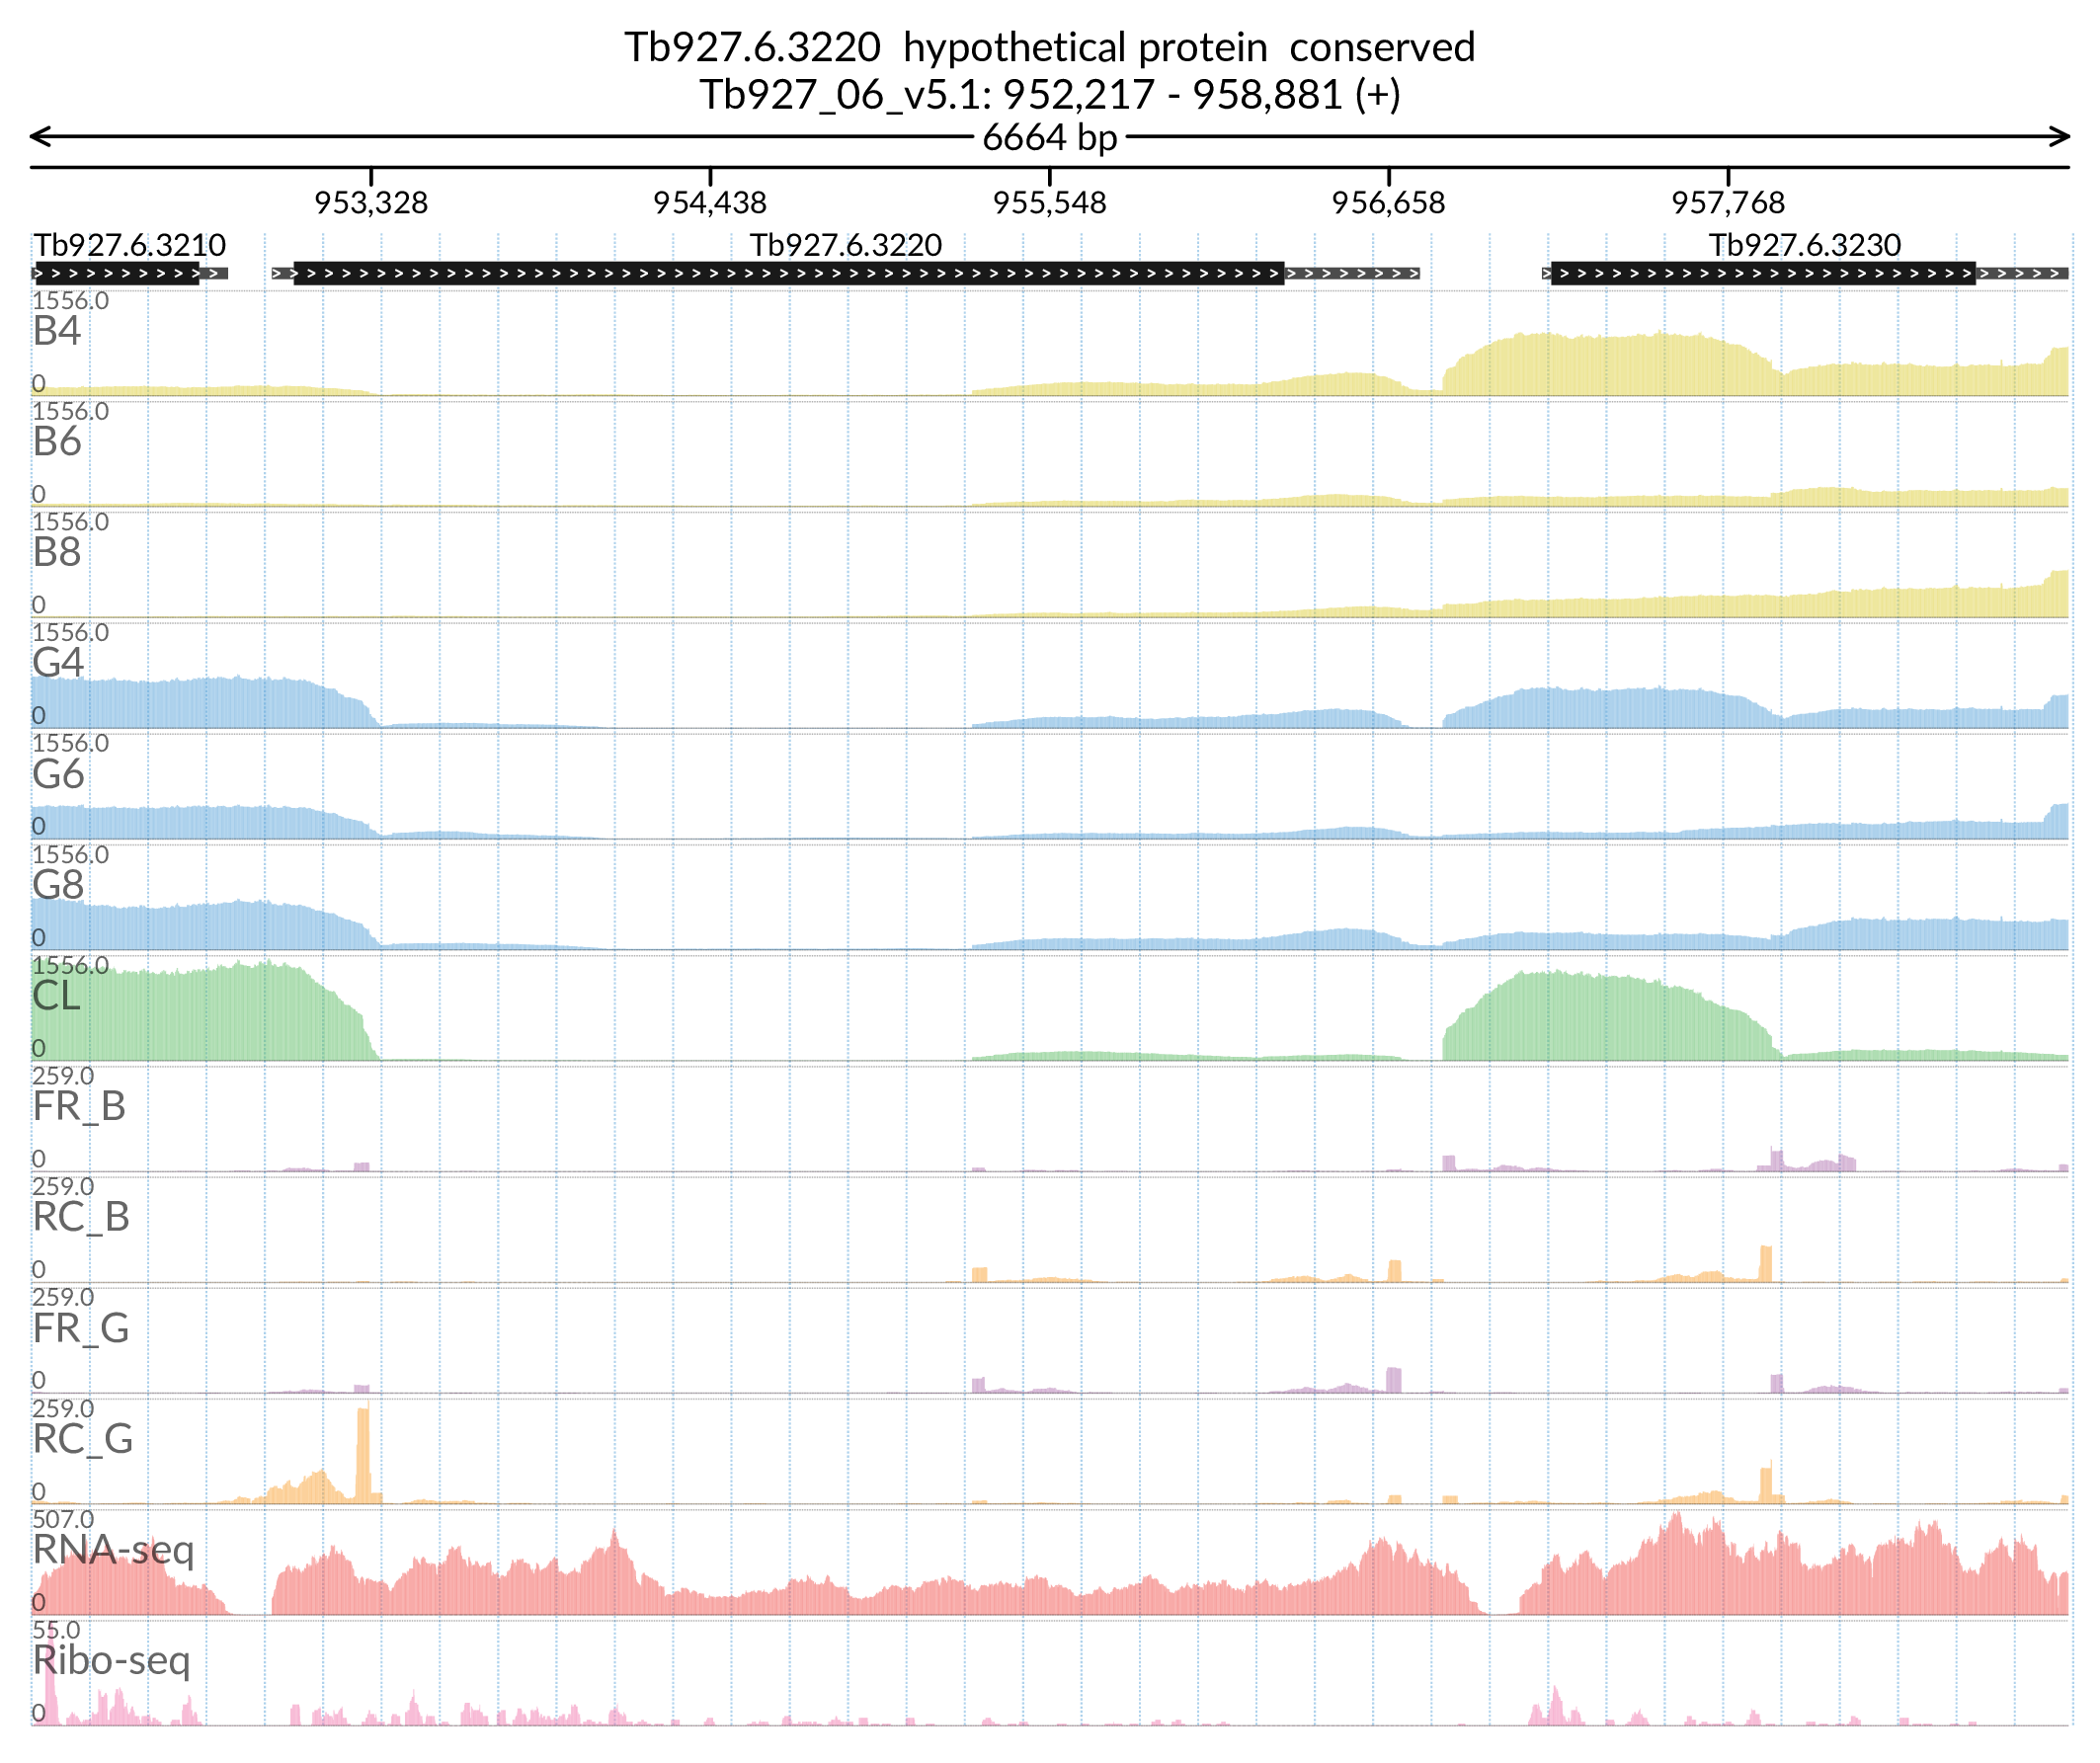 Tb927.6.3220  hypothetical protein  conserved
Tb927_06_v5.1: 952,217 - 958,881 (+)
6664 bp
953,328 954,438 955,548 956,658 957,768
Tb927.6.3210 Tb927.6.3220 Tb927.6.3230
1556.0
B4
0
1556.0
B6
0
1556.0
B8
0
1556.0
G4
0
1556.0
G6
0
1556.0
G8
0
1556.0
CL
0
259.0
FR_B
0
259.0
RC_B
0
259.0
FR_G
0
259.0
RC_G
0
507.0
RNA-seq
0
55.0
Ribo-seq
0